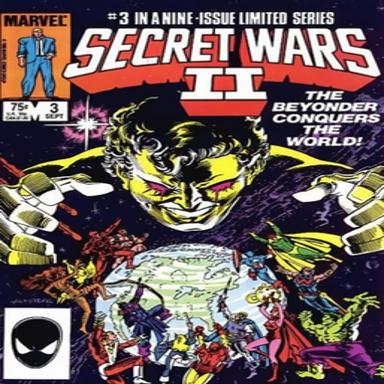 #3 IN A NINE-ISSUE LIMITED SERIES
MARVEL
SECRET WARS
II
75¢
3
SEPT
M
THE
BEYONDER
CONQUERS
THE
WORLD!